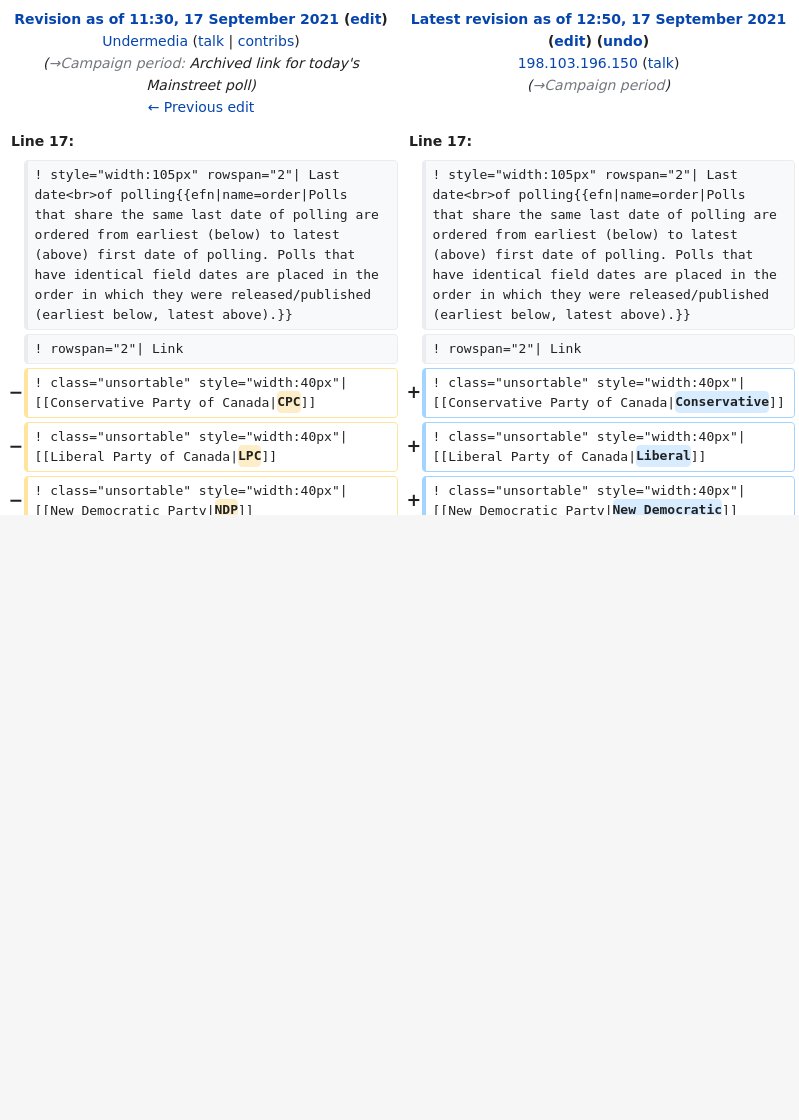 Revision as of 11:30, 17 September 2021 (edit)
Undermedia (talk | contribs)
(→Campaign period: Archived link for today's
Mainstreet poll)
← Previous edit
Latest revision as of 12:50, 17 September 2021
(edit) (undo)
198.103.196.150 (talk)
(→Campaign period)
Line 17:
Line 17:
! style="width:105px" rowspan="2"| Last
date<br>of polling{{efn|name=order|Polls
that share the same last date of polling are
ordered from earliest (below) to latest
(above) first date of polling. Polls that
have identical field dates are placed in the
order in which they were released/published
(earliest below, latest above).}}
! style="width:105px" rowspan="2"| Last
date<br>of polling{{efn|name=order|Polls
that share the same last date of polling are
ordered from earliest (below) to latest
(above) first date of polling. Polls that
have identical field dates are placed in the
order in which they were released/published
(earliest below, latest above).}}
! rowspan="2"| Link
! rowspan="2"| Link
− ! class="unsortable" style="width:40px"|
[[Conservative Party of Canada|CPC]]
+ ! class="unsortable" style="width:40px"|
[[Conservative Party of Canada|Conservative]]
− ! class="unsortable" style="width:40px"|
[[Liberal Party of Canada|LPC]]
+ ! class="unsortable" style="width:40px"|
[[Liberal Party of Canada|Liberal]]
− ! class="unsortable" style="width:40px"|
[[New Democratic Party|NDP]]
+ ! class="unsortable" style="width:40px"|
[[New Democratic Party|New Democratic]]